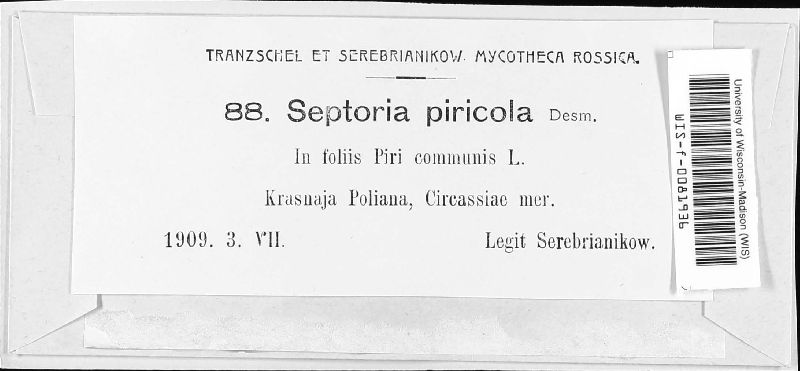 TRANZSCHEL ET SEREBRIANIKOW. MYCOTHECA ROSSICA.
88. Septoria piricola Desm.
In foliis Piri communis L.
Krasnaja Poliana, Circassiae mer.
1909. 3. VII. Legit Serebrianikow.
University of Wisconsin-Madison (WIS)
WIS-f-0081936